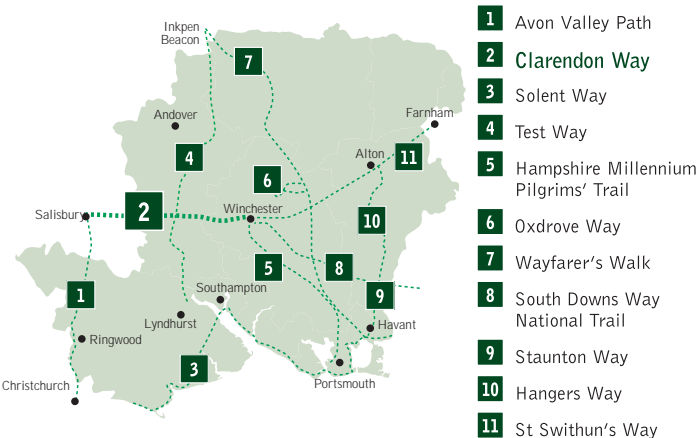 Inkpen
Beacon
7
Andover
Farnham
4
Alton
11
6
Salisbury
2
Winchester
10
5
8
1
Southampton
9
Lyndhurst
Havant
Ringwood
3
Christchurch
Portsmouth
1 Avon Valley Path
2 Clarendon Way
3 Solent Way
4 Test Way
5 Hampshire Millennium
Pilgrims' Trail
6 Oxdrove Way
7 Wayfarer's Walk
8 South Downs Way
National Trail
9 Staunton Way
10 Hangers Way
11 St Swithun's Way